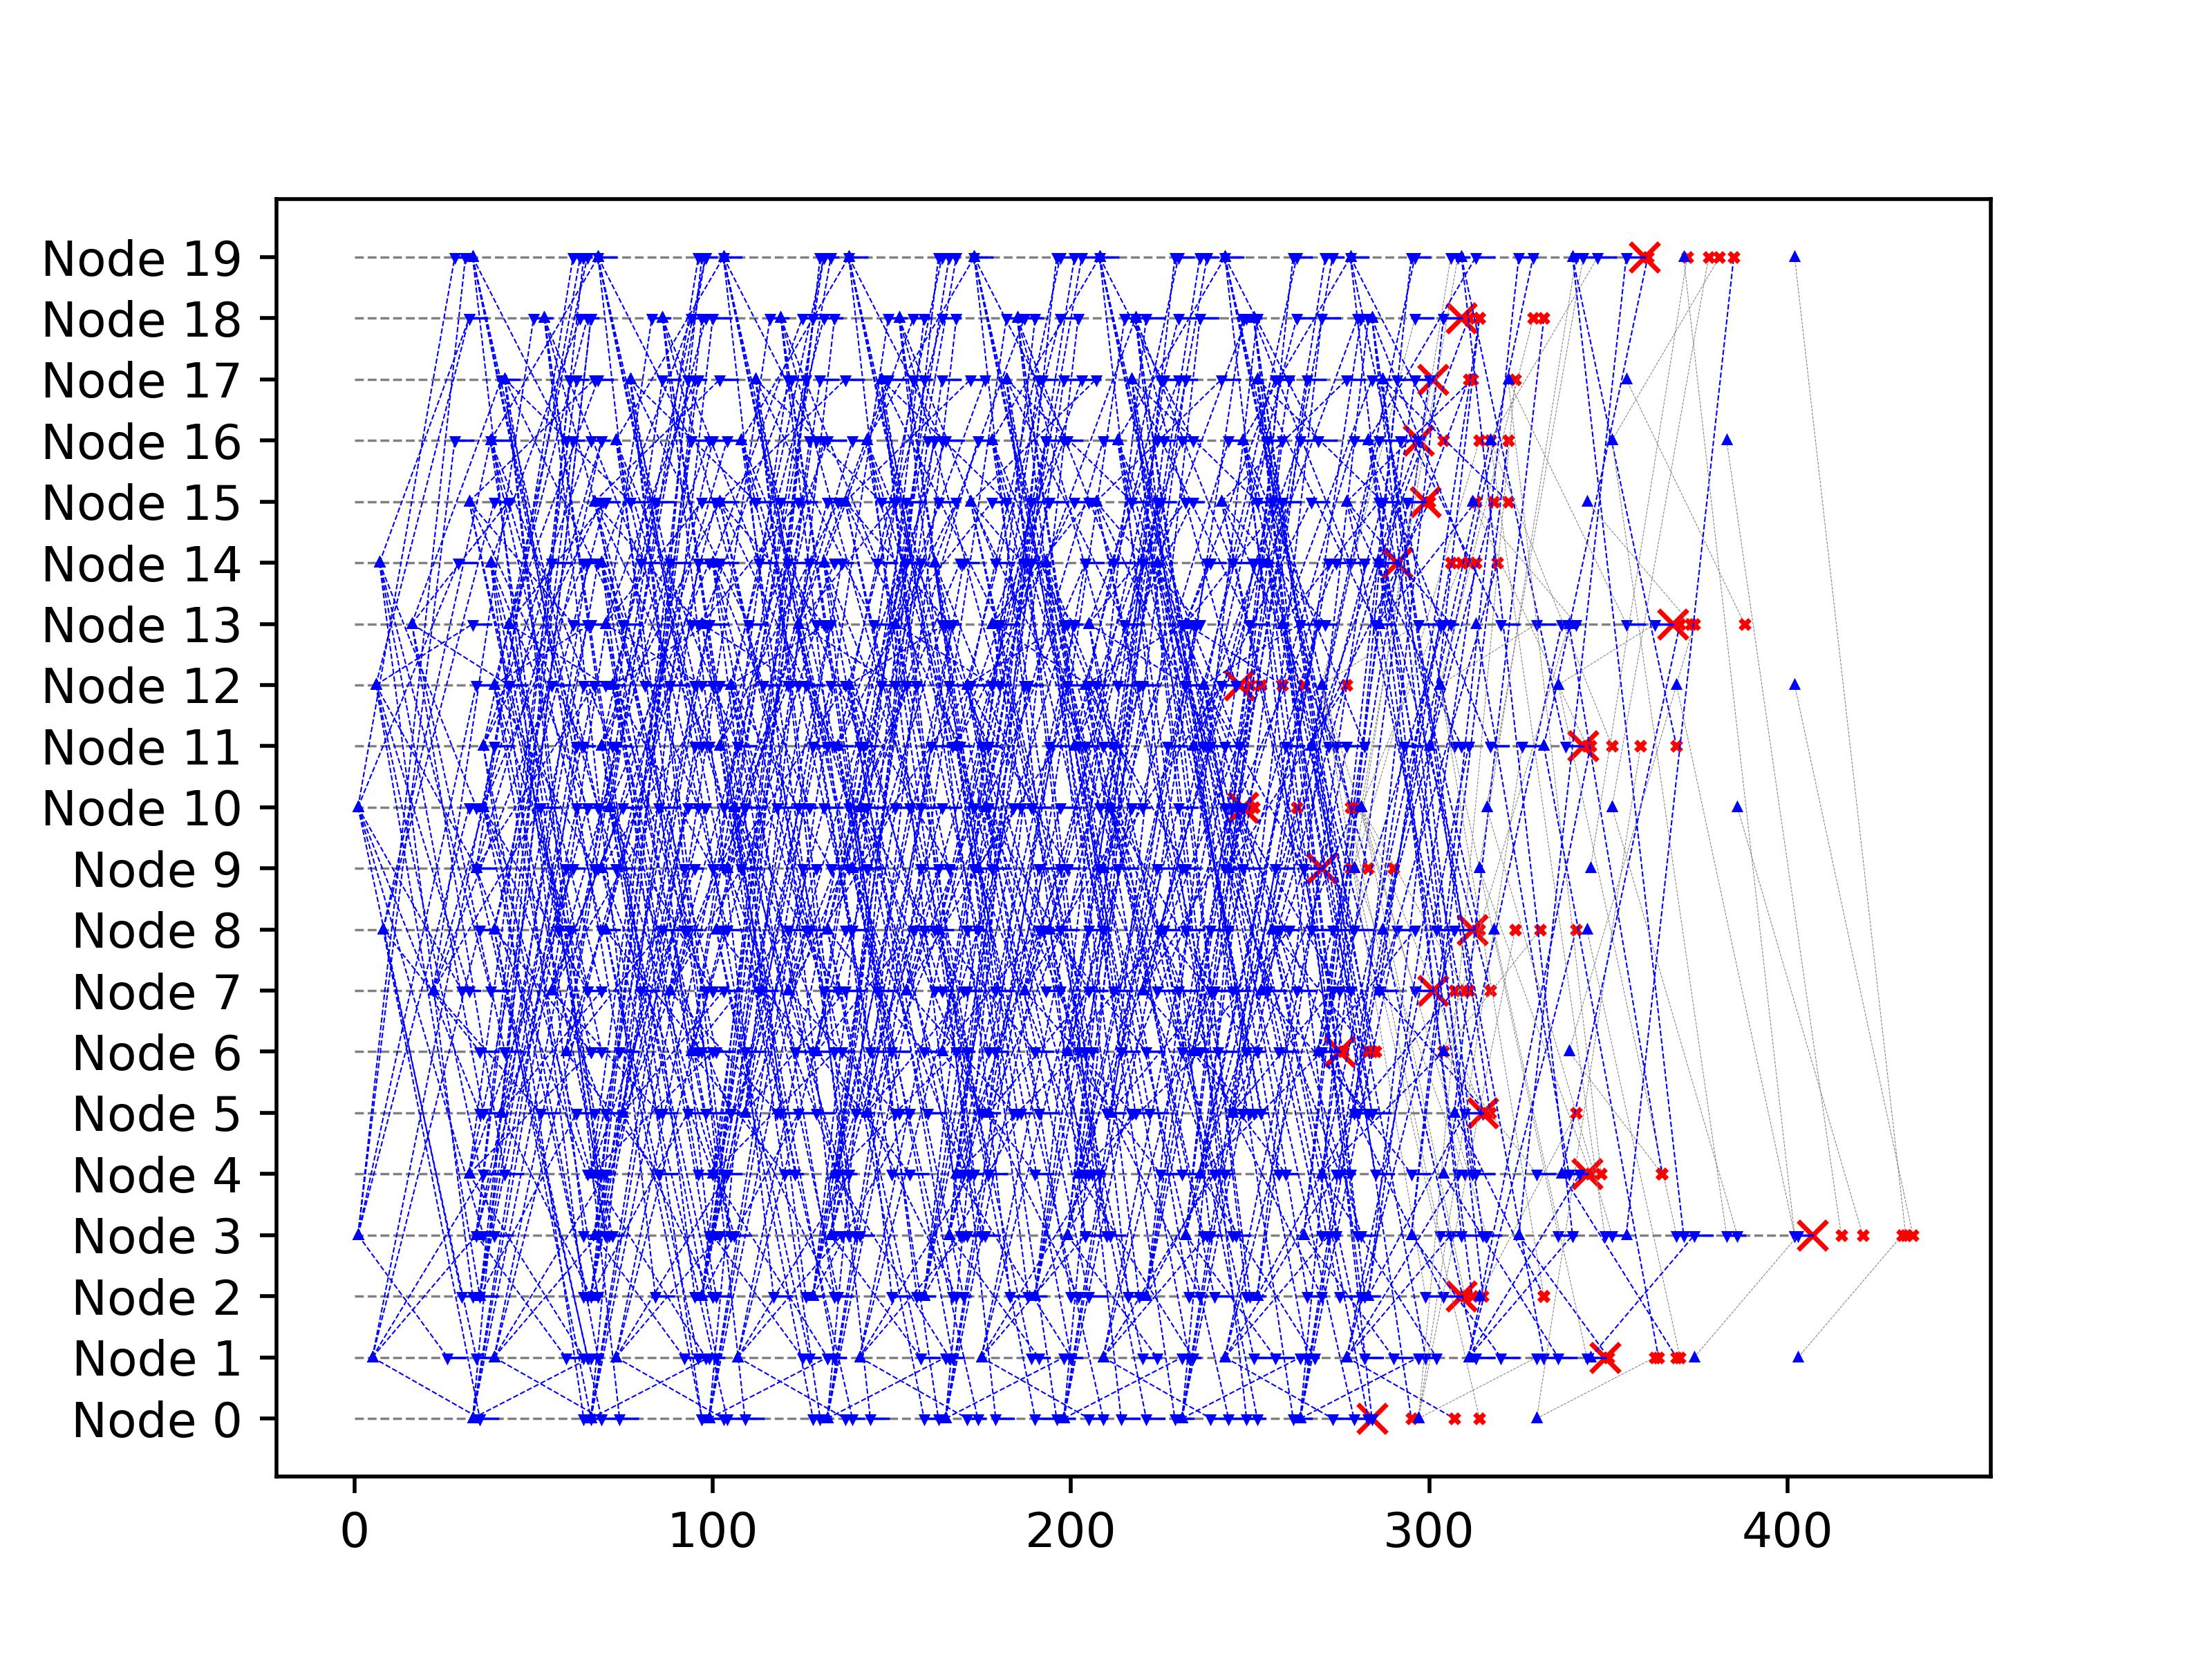 Node 19
Node 18
Node 17
Node 16
Node 15
Node 14
Node 13
Node 12
Node 11
Node 10
Node 9
Node 8
Node 7
Node 6
Node 5
Node 4
Node 3
Node 2
Node 1
Node 0
0 100 200 300 400